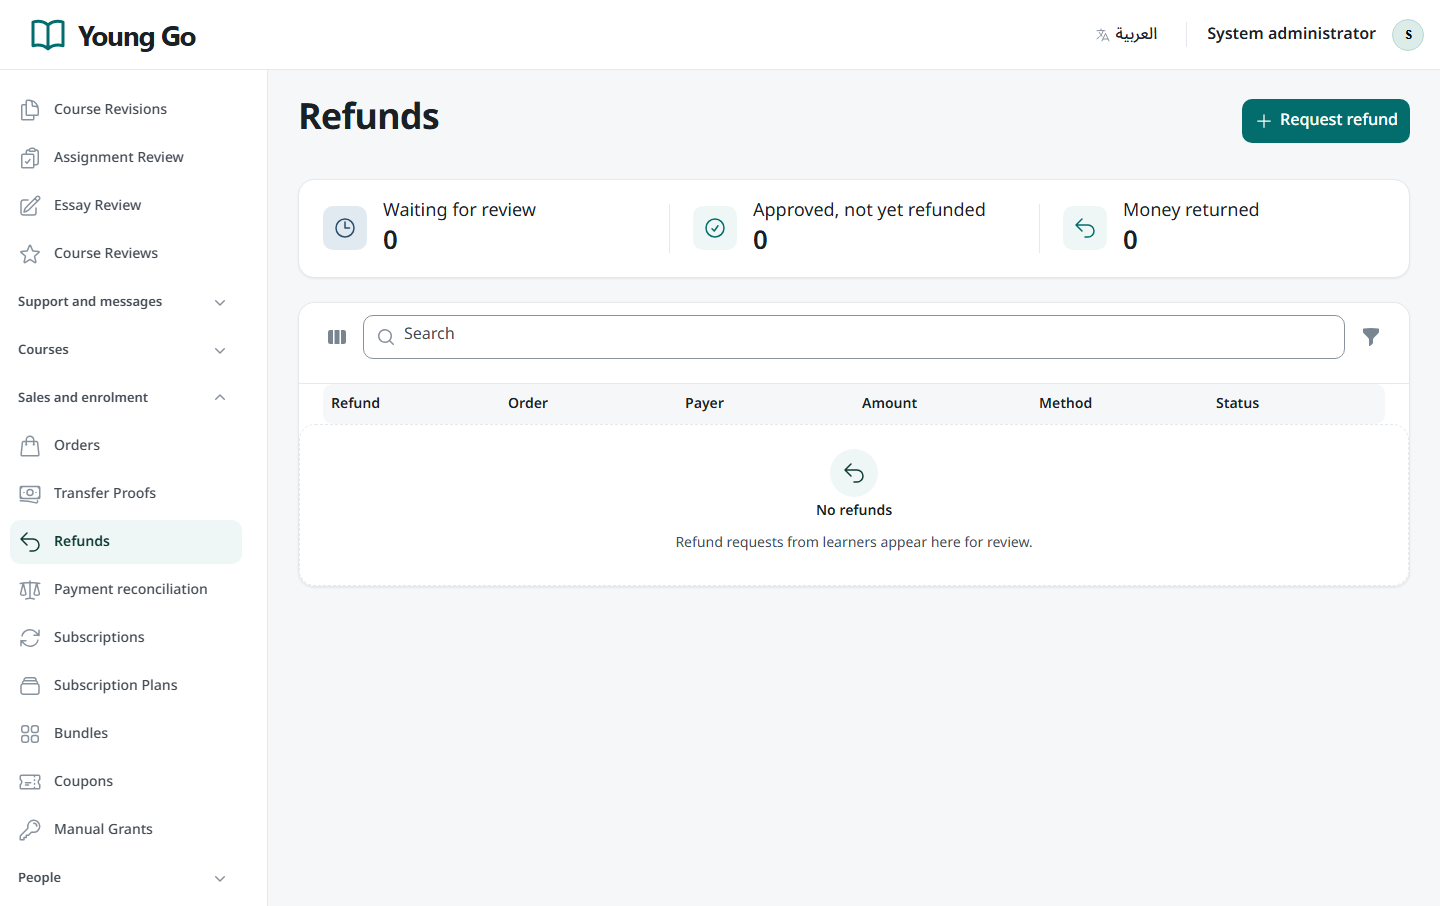 Young Go
العربية
System administrator
S
Course Revisions
Assignment Review
Essay Review
Course Reviews
Support and messages
Courses
Sales and enrolment
Orders
Transfer Proofs
Refunds
Payment reconciliation
Subscriptions
Subscription Plans
Bundles
Coupons
Manual Grants
People
Refunds
Request refund
Waiting for review
0
Approved, not yet refunded
0
Money returned
0
Search
Refund Order Payer Amount Method Status
No refunds
Refund requests from learners appear here for review.